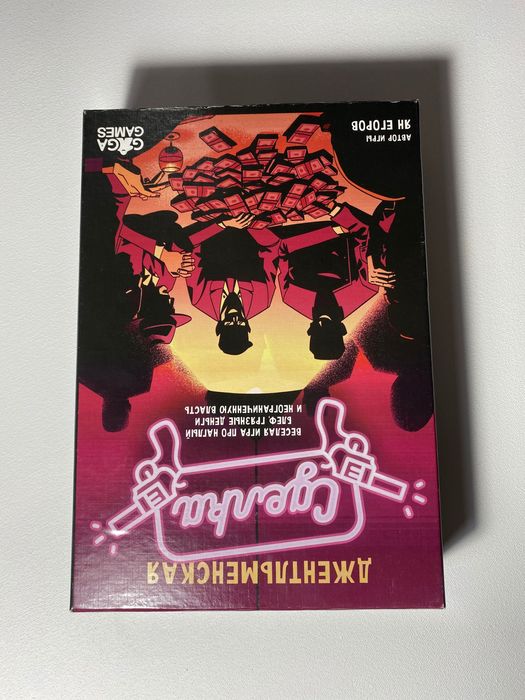 ДЖЕНТЛЬМЕНСКАЯ
Сделка
ВЕСЕЛАЯ ИГРА ПРО НАГЛЫЙ
БЛЕФ, ГРЯЗНЫЕ ДЕНЬГИ
И НЕОГРАНИЧЕННУЮ ВЛАСТЬ
АВТОР ИГРЫ
ЯН ЕГОРОВ
GAGA
GAMES